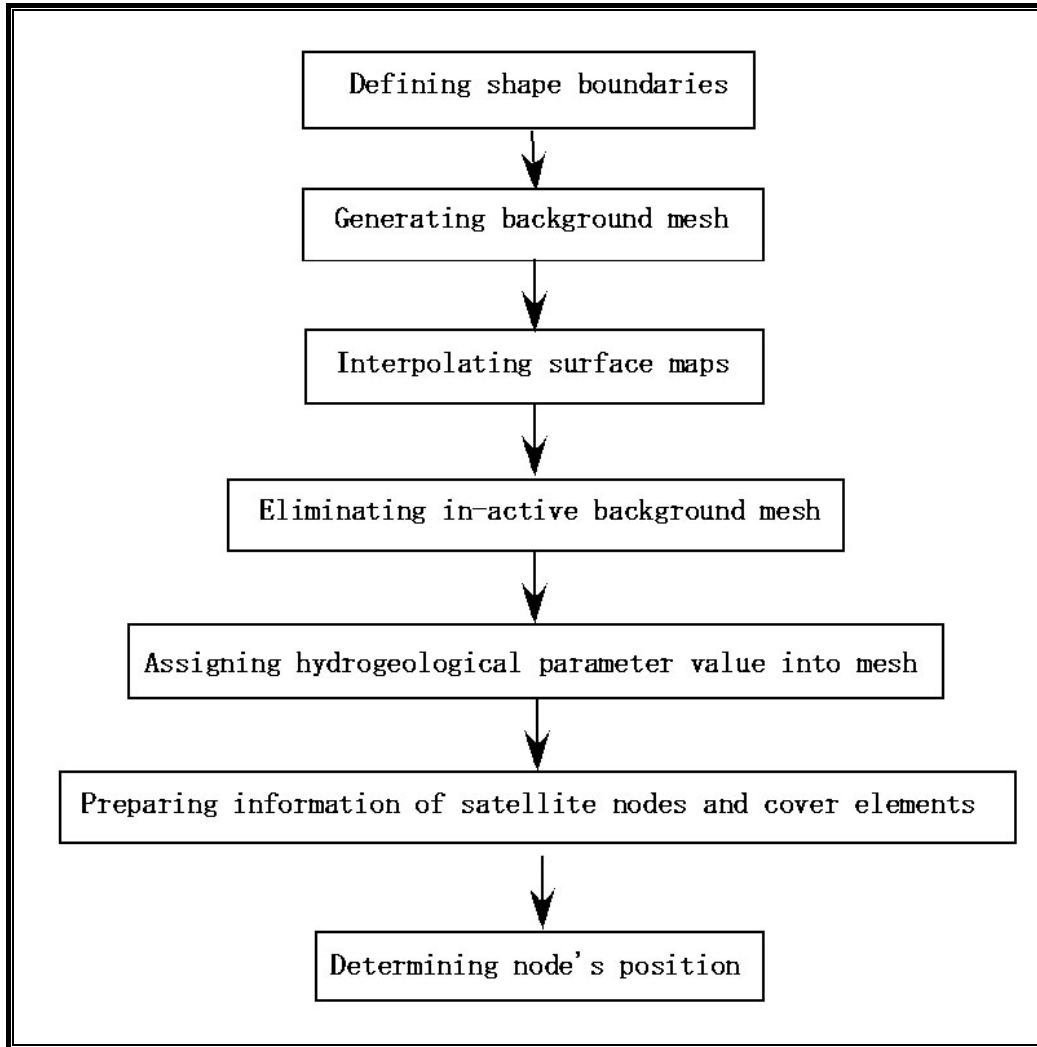 Defining shape boundaries
Generating background mesh
Interpolating surface maps
Eliminating in-active background mesh
Assigning hydrogeological parameter value into mesh
Preparing information of satellite nodes and cover elements
Determining node's position